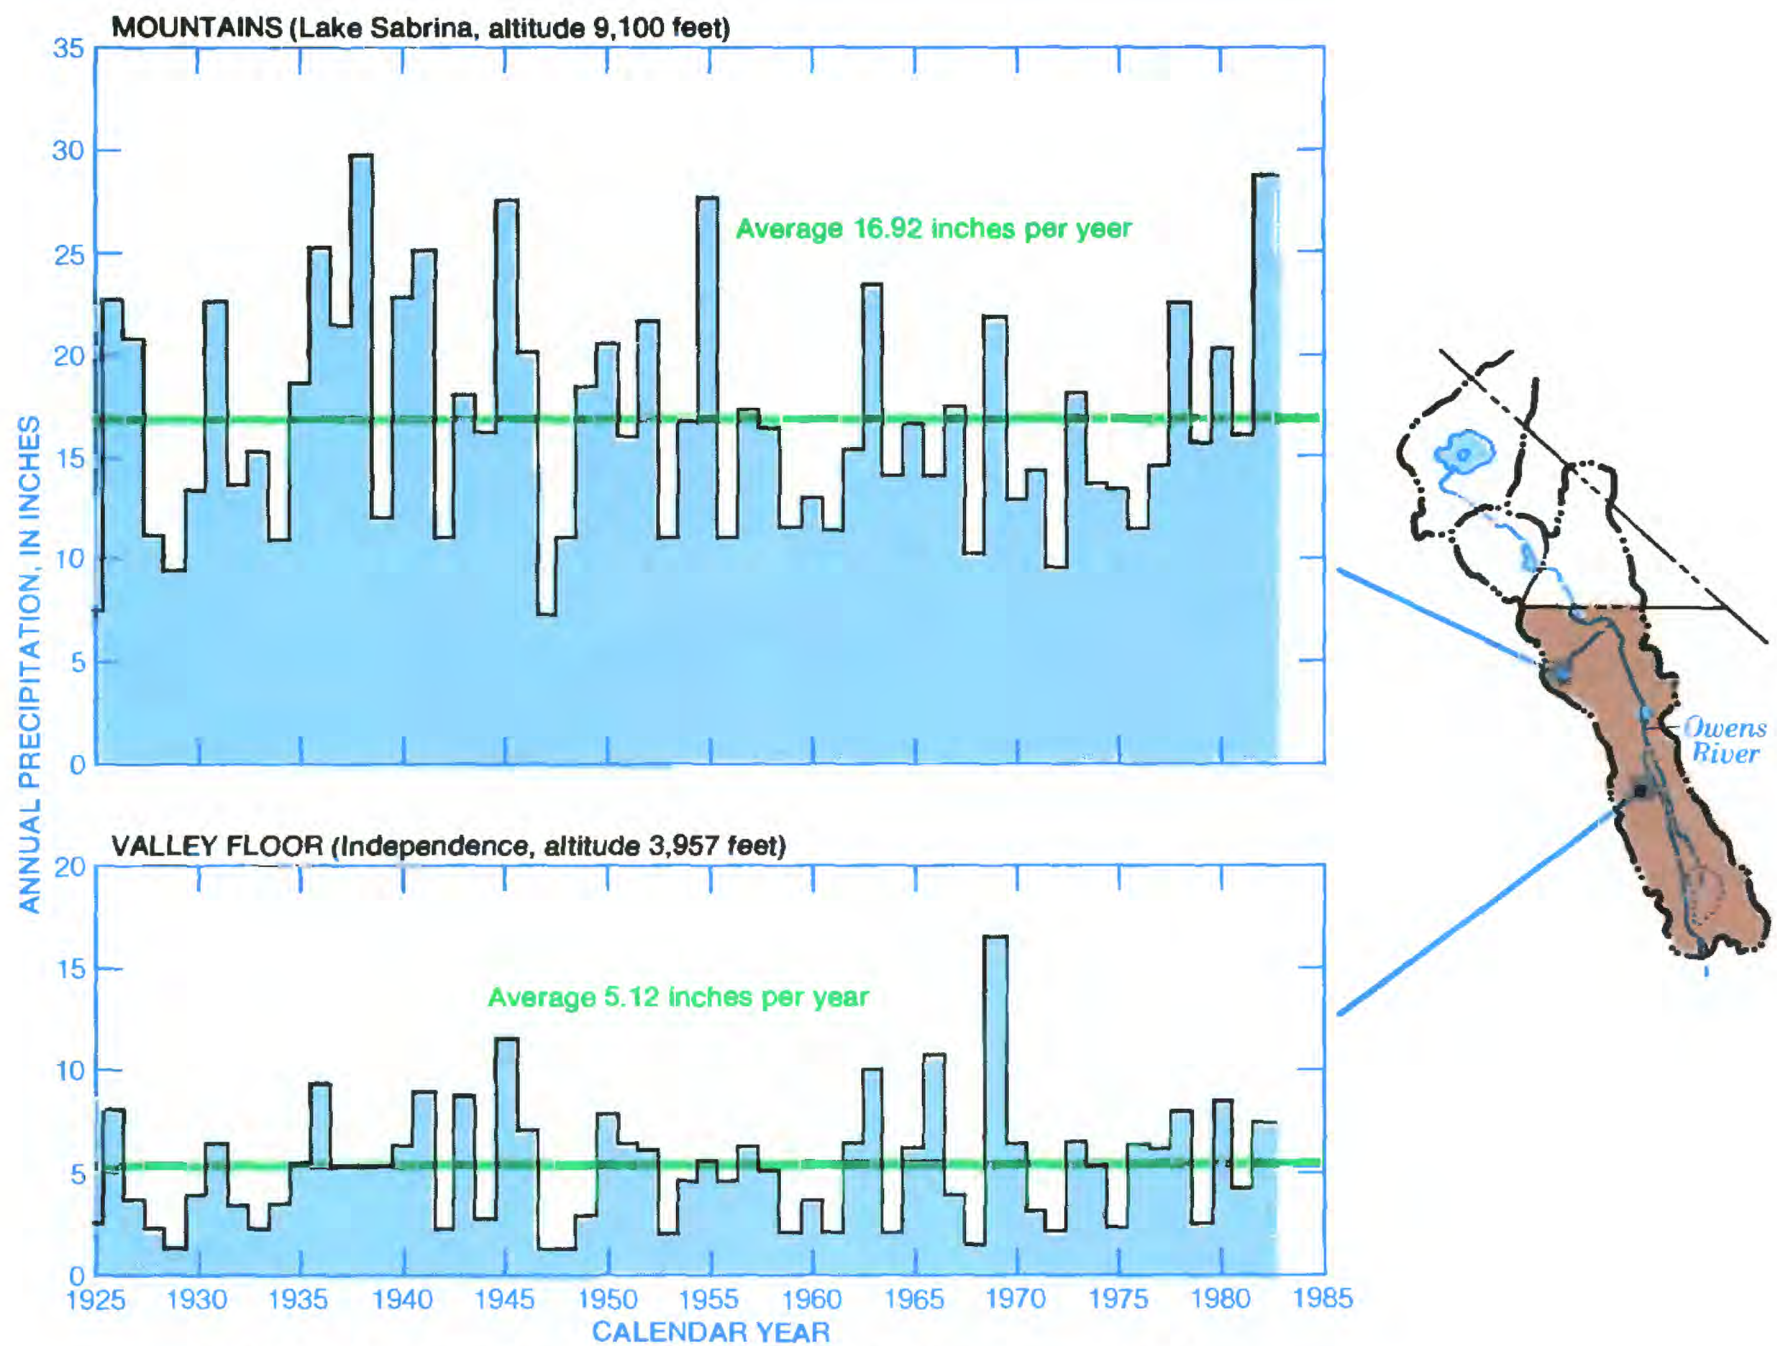 MOUNTAINS (Lake Sabrina, altitude 9,100 feet)
35
30
25
20
15
10
5
0
Average 16.92 inches per yeer
ANNUAL PRECIPITATION, IN INCHES
VALLEY FLOOR (Independence, altitude 3,957 feet)
20
15
10
5
0
Average 5.12 inches per year
1925 1930 1935 1940 1945 1950 1955 1960 1965 1970 1975 1980 1985
CALENDAR YEAR
Owens
River